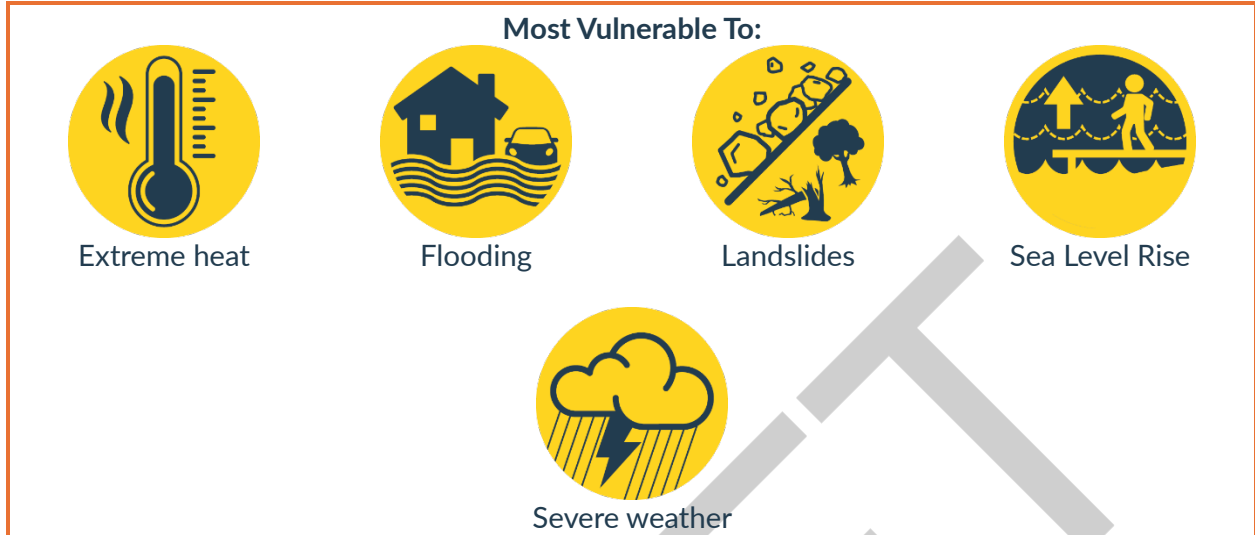 Most Vulnerable To:
Extreme heat
Flooding
Landslides
Sea Level Rise
Severe weather